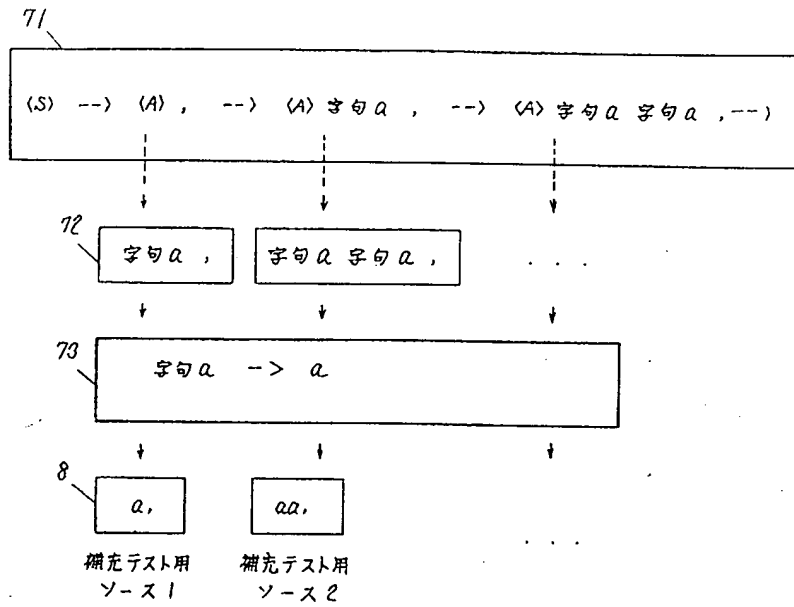 71
〈S〉 --> 〈A〉 , --> 〈A〉 字句a , --> 〈A〉 字句a 字句a , -->
72
字句a , 字句a 字句a , . . .
73
字句a -> a
8
a, aa, . . .
補充テスト用 補充テスト用
ソース1 ソース2